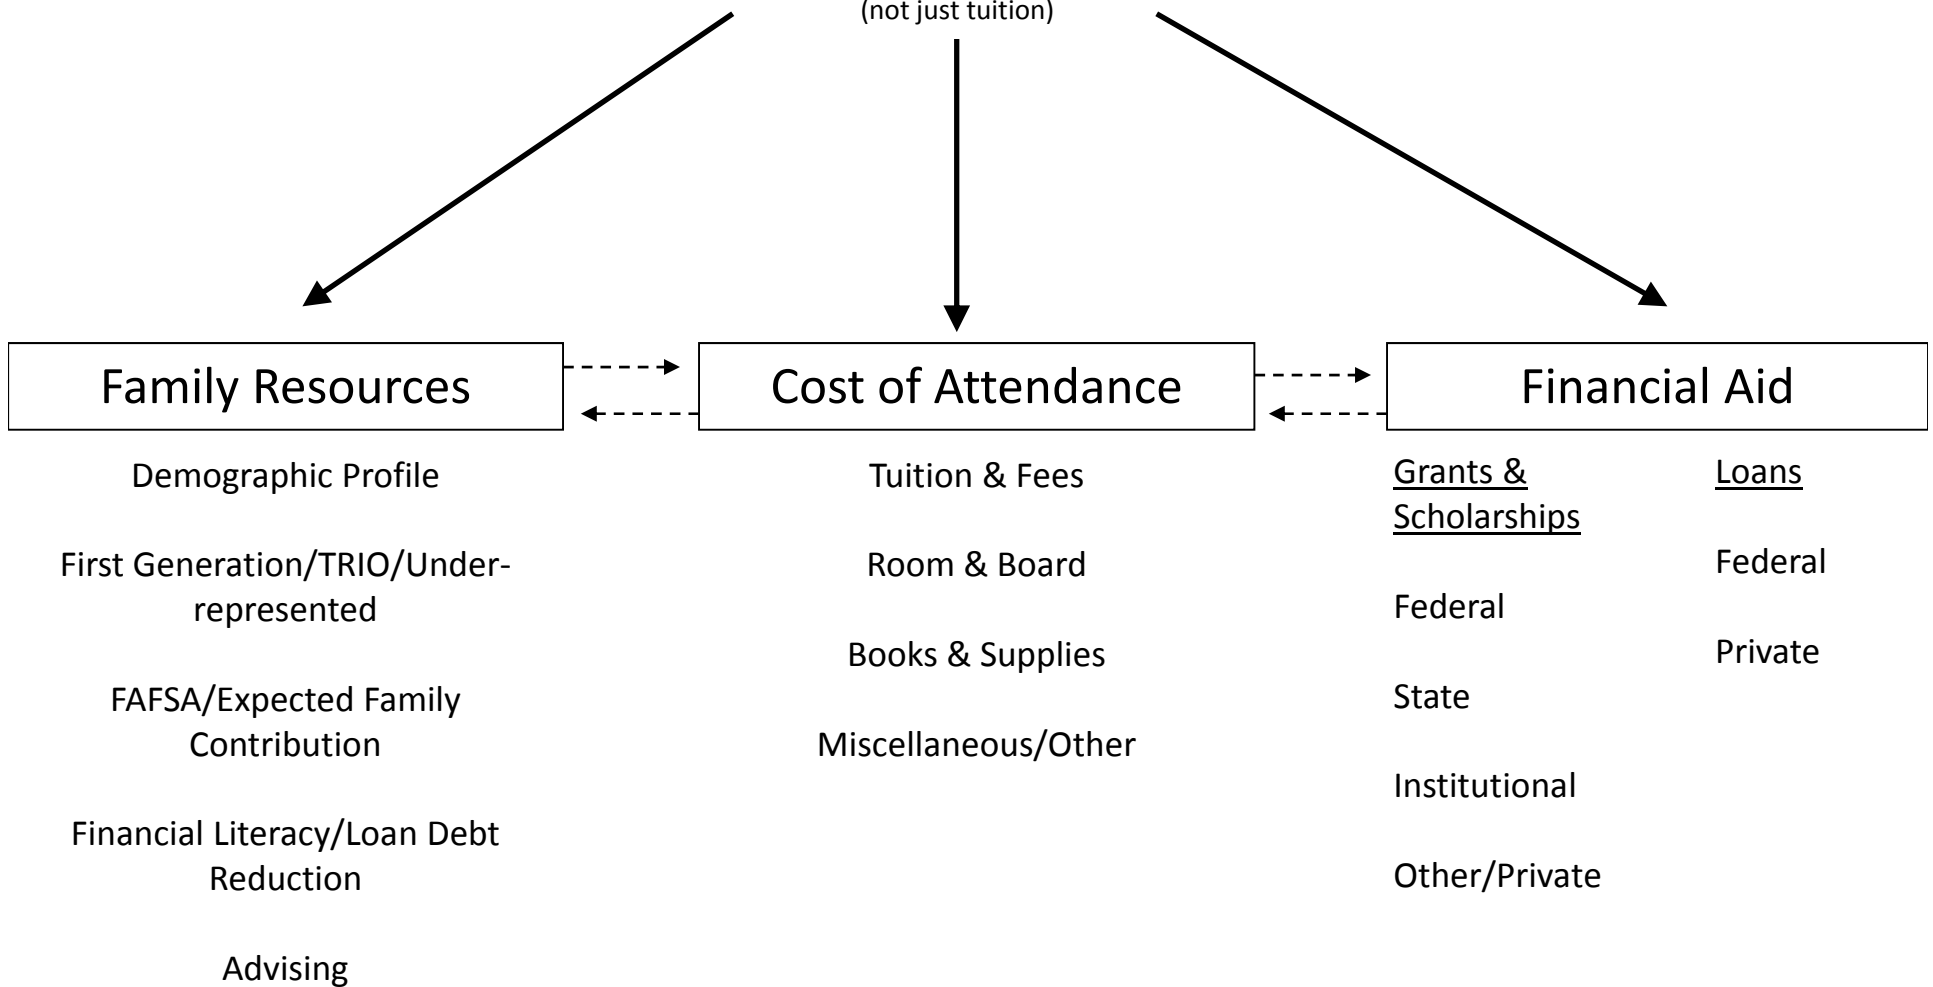 (not just tuition)
Family Resources
Cost of Attendance
Financial Aid
Demographic Profile
First Generation/TRIO/Under-
represented
FAFSA/Expected Family
Contribution
Financial Literacy/Loan Debt
Reduction
Advising
Tuition & Fees
Room & Board
Books & Supplies
Miscellaneous/Other
Grants &
Scholarships
Federal
State
Institutional
Other/Private
Loans
Federal
Private